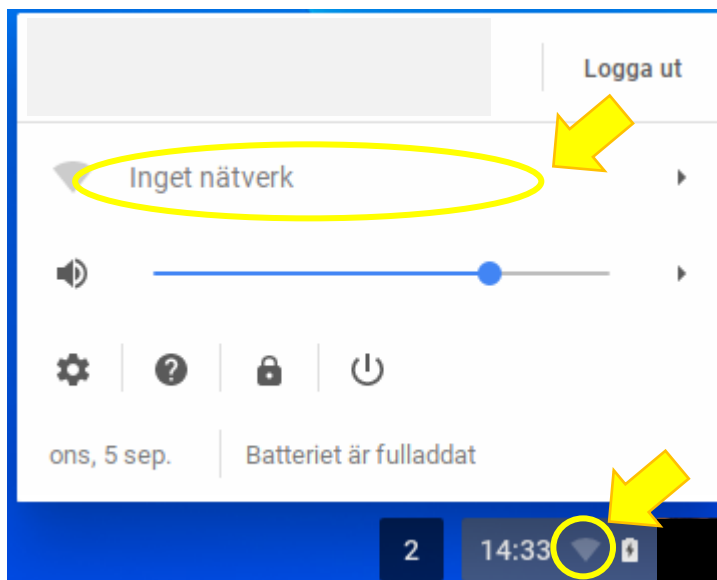 Logga ut
Inget nätverk
ons, 5 sep.
Batteriet är fulladdat
2
14:33